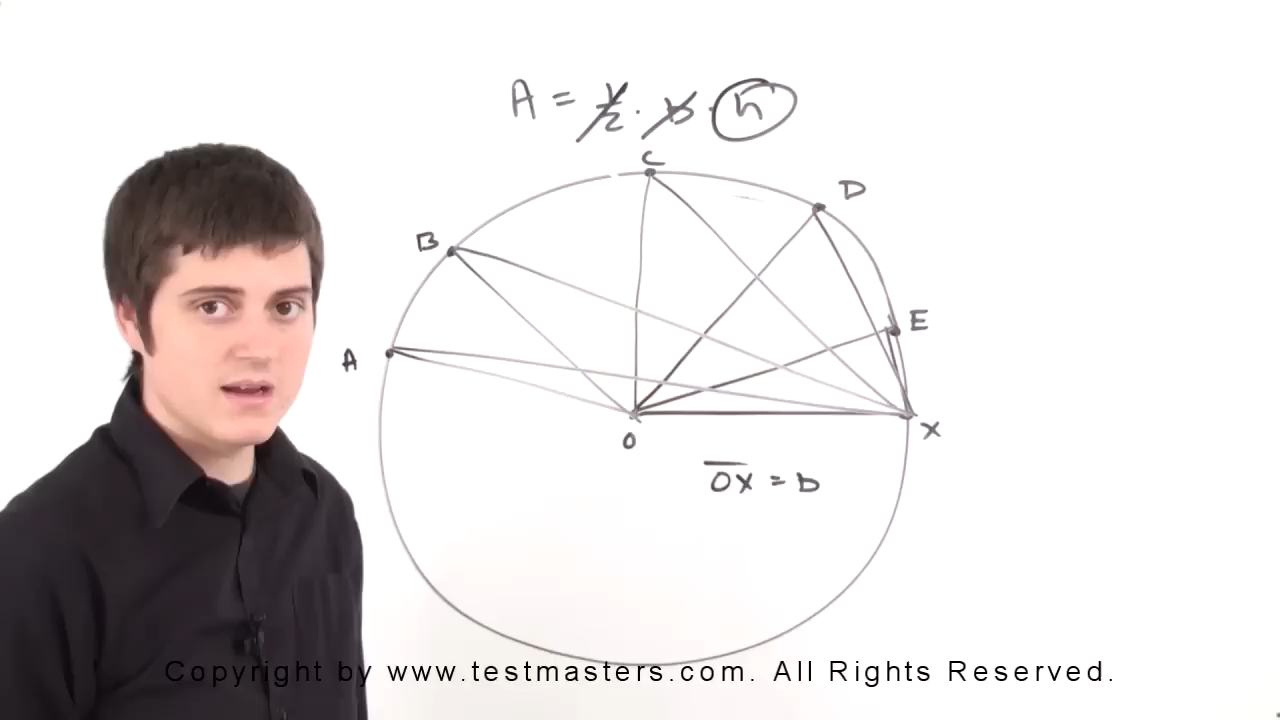 A = 1/2 · b · h
C
D
B
E
A
O
X
OX = b
Copyright by www.testmasters.com. All Rights Reserved.